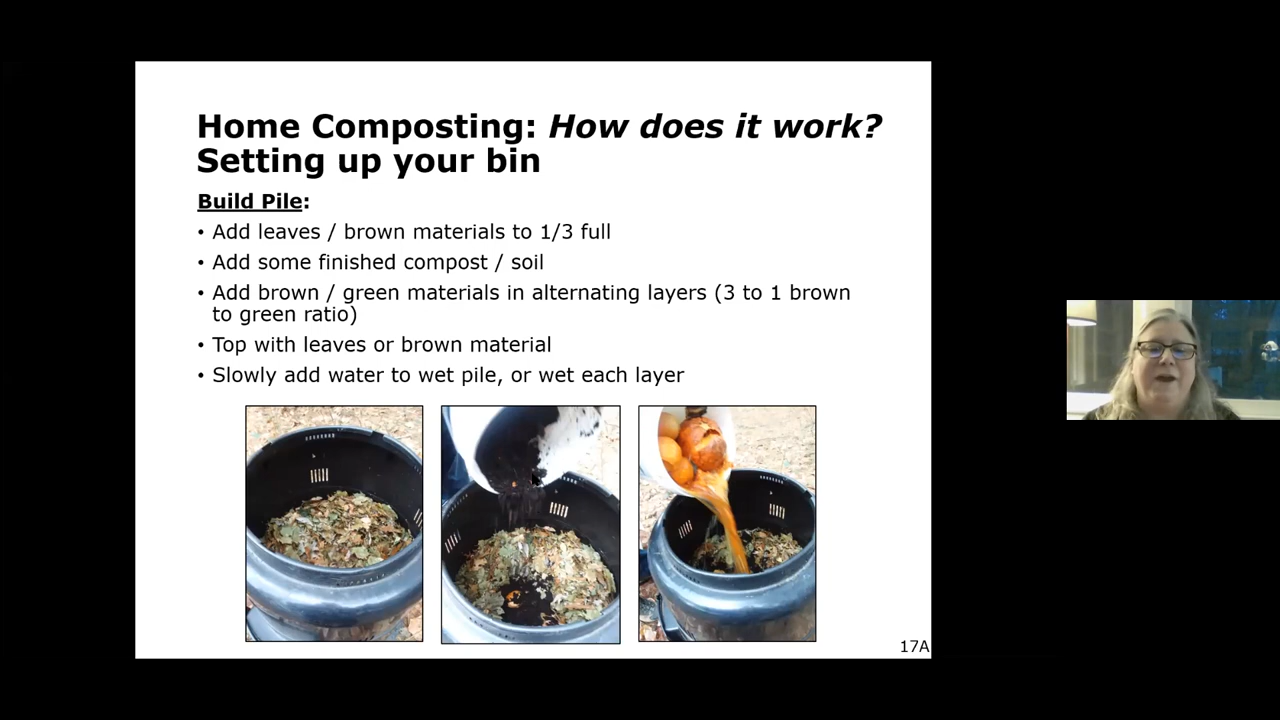 Home Composting: How does it work?
Setting up your bin
Build Pile:
• Add leaves / brown materials to 1/3 full
• Add some finished compost / soil
• Add brown / green materials in alternating layers (3 to 1 brown
to green ratio)
• Top with leaves or brown material
• Slowly add water to wet pile, or wet each layer
17A